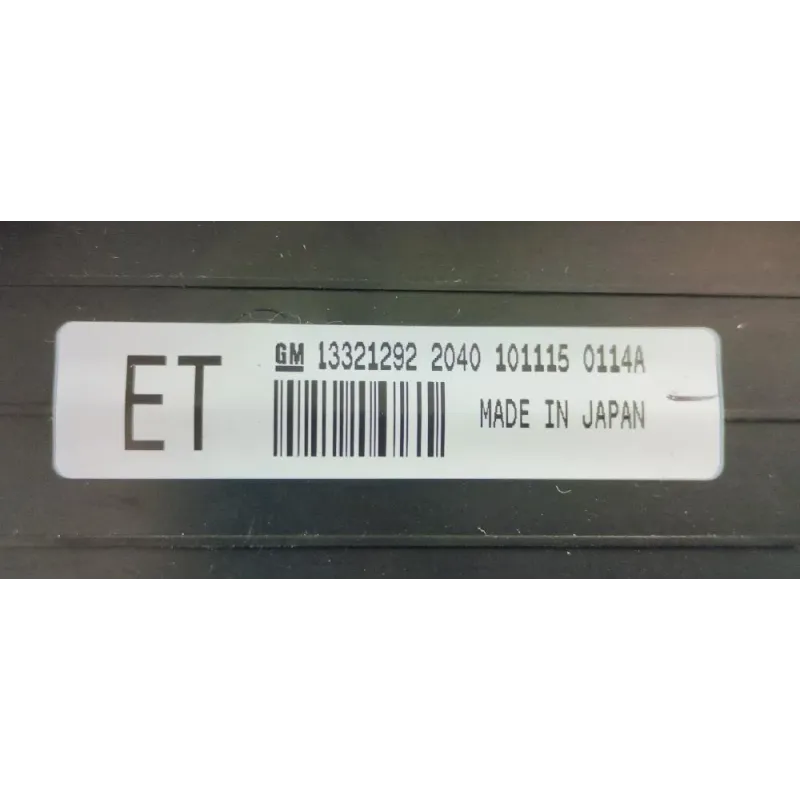 ET
GM 13321292 2040 101115 0114A
MADE IN JAPAN